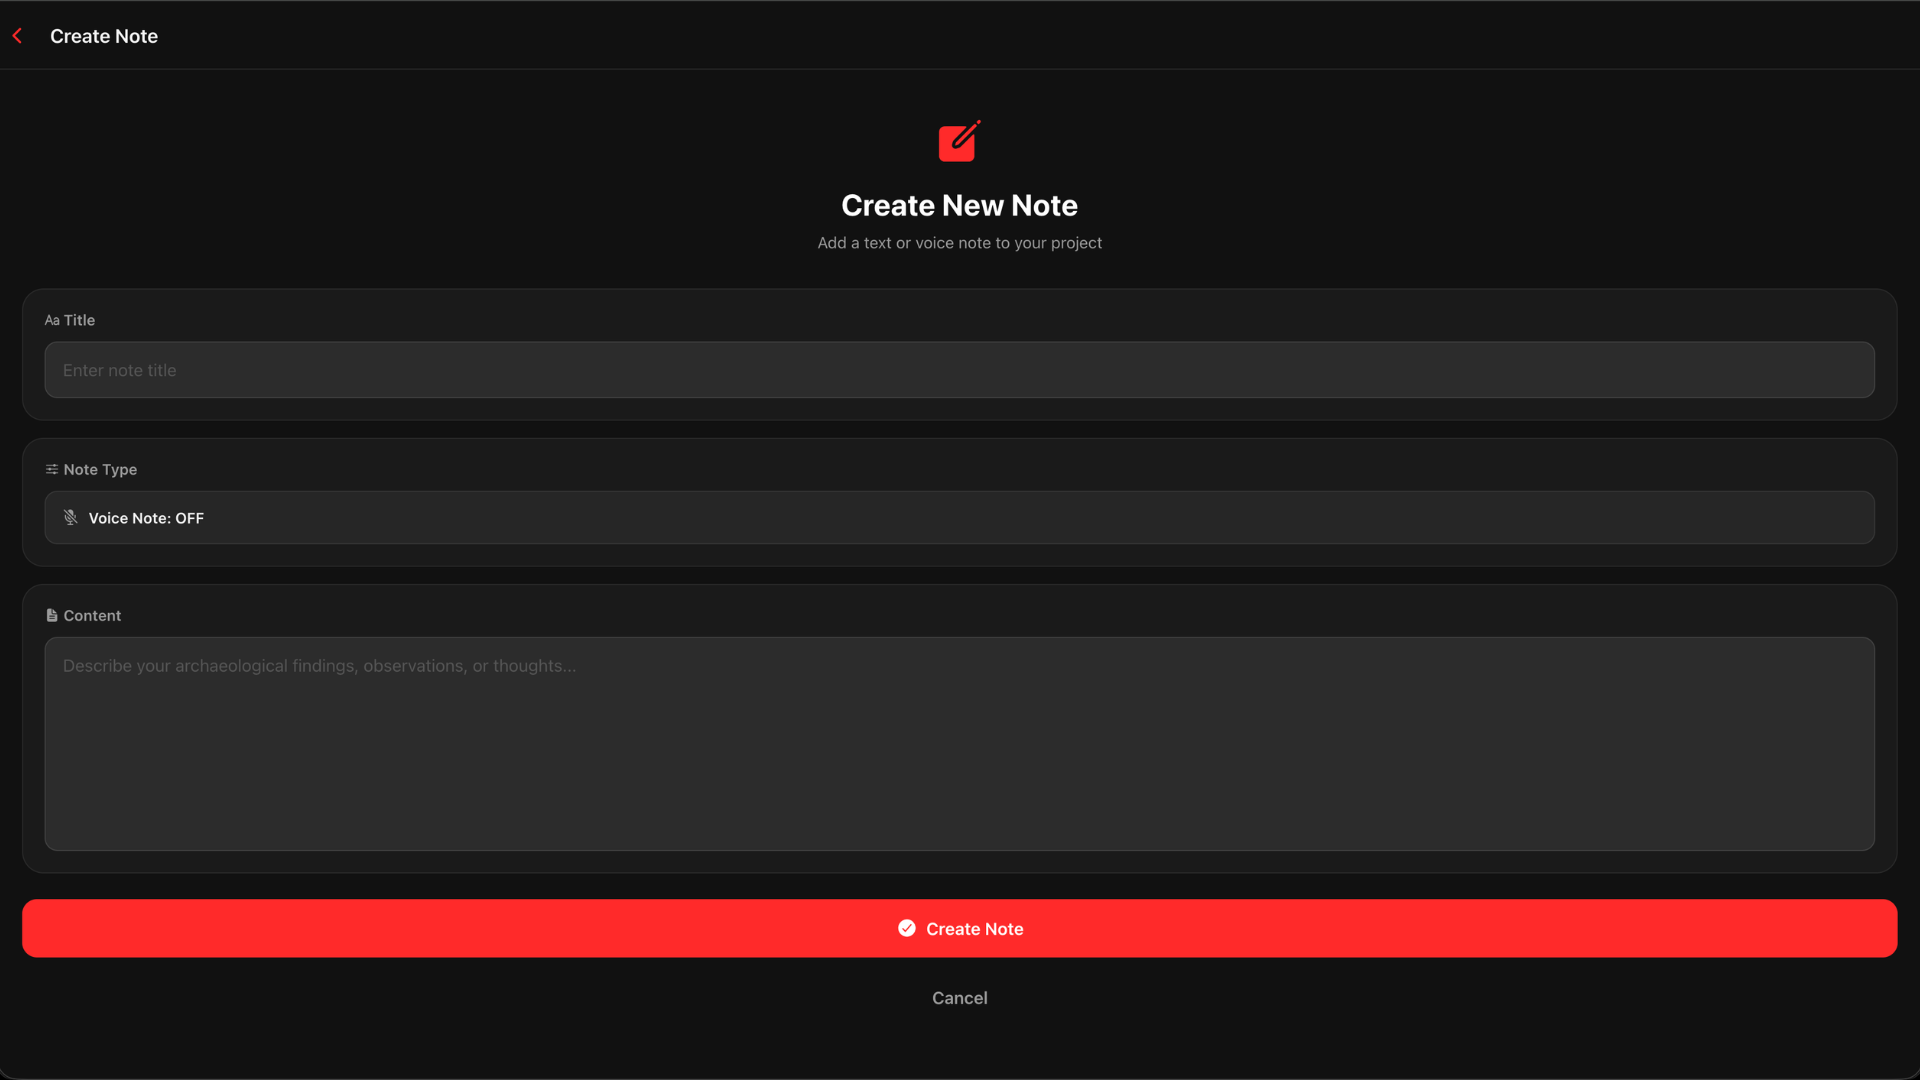 Create Note
Create New Note
Add a text or voice note to your project
Aa Title
Enter note title
Note Type
Voice Note: OFF
Content
Describe your archaeological findings, observations, or thoughts...
Create Note
Cancel